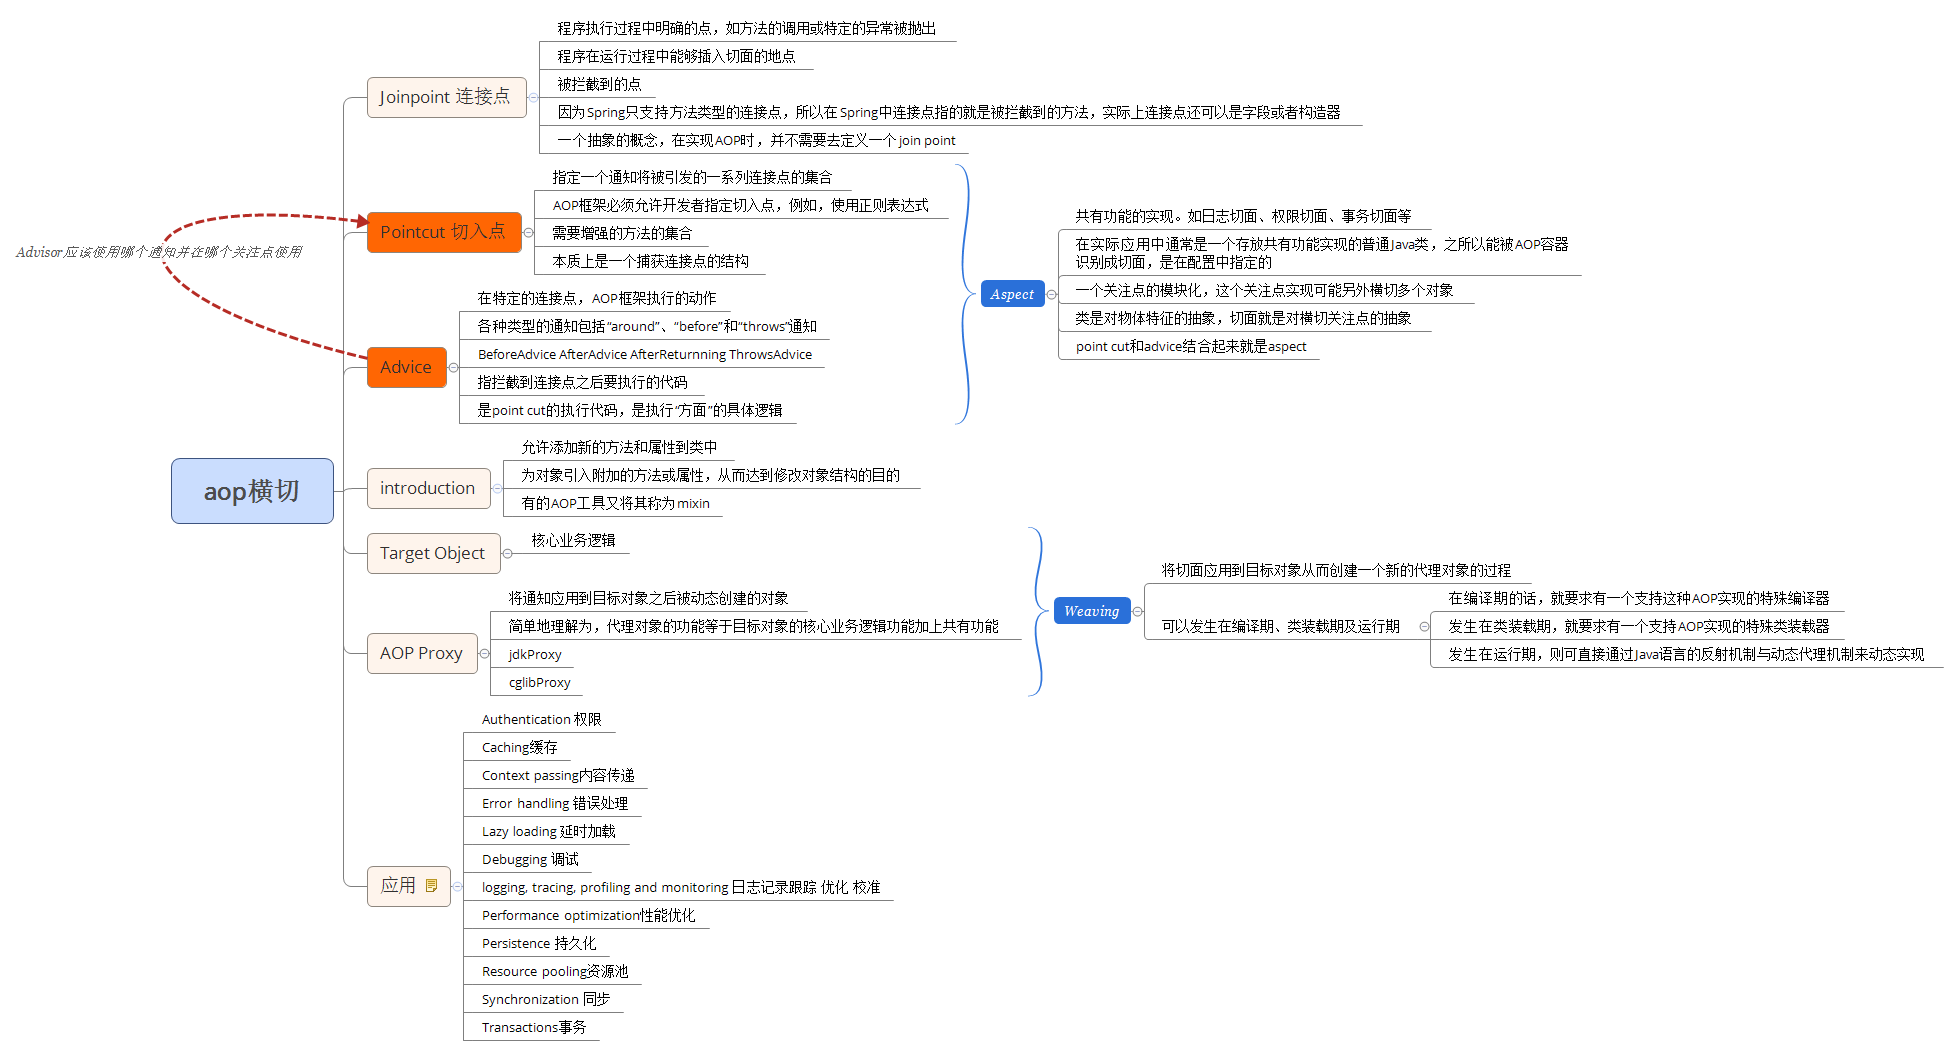 aop横切
Joinpoint 连接点
程序执行过程中明确的点，如方法的调用或特定的异常被抛出
程序在运行过程中能够插入切面的地点
被拦截到的点
因为Spring只支持方法类型的连接点，所以在Spring中连接点指的就是被拦截到的方法，实际上连接点还可以是字段或者构造器
一个抽象的概念，在实现AOP时，并不需要去定义一个join point
Pointcut 切入点
指定一个通知将被引发的一系列连接点的集合
AOP框架必须允许开发者指定切入点，例如，使用正则表达式
需要增强的方法的集合
本质上是一个捕获连接点的结构
Advisor应该使用哪个通知并在哪个关注点使用
Advice
在特定的连接点，AOP框架执行的动作
各种类型的通知包括“around”、“before”和“throws”通知
BeforeAdvice AfterAdvice AfterReturnning ThrowsAdvice
指拦截到连接点之后要执行的代码
是point cut的执行代码，是执行“方面”的具体逻辑
Aspect
共有功能的实现。如日志切面、权限切面、事务切面等
在实际应用中通常是一个存放共有功能实现的普通Java类，之所以能被AOP容器
识别成切面，是在配置中指定的
一个关注点的模块化，这个关注点实现可能另外横切多个对象
类是对物体特征的抽象，切面就是对横切关注点的抽象
point cut和advice结合起来就是aspect
introduction
允许添加新的方法和属性到类中
为对象引入附加的方法或属性，从而达到修改对象结构的目的
有的AOP工具又将其称为mixin
Target Object
核心业务逻辑
AOP Proxy
将通知应用到目标对象之后被动态创建的对象
简单地理解为，代理对象的功能等于目标对象的核心业务逻辑功能加上共有功能
jdkProxy
cglibProxy
Weaving
将切面应用到目标对象从而创建一个新的代理对象的过程
可以发生在编译期、类装载期及运行期
在编译期的话，就要求有一个支持这种AOP实现的特殊编译器
发生在类装载期，就要求有一个支持AOP实现的特殊类装载器
发生在运行期，则可直接通过Java语言的反射机制与动态代理机制来动态实现
应用
Authentication 权限
Caching缓存
Context passing内容传递
Error handling 错误处理
Lazy loading 延时加载
Debugging 调试
logging, tracing, profiling and monitoring 日志记录跟踪 优化 校准
Performance optimization性能优化
Persistence 持久化
Resource pooling资源池
Synchronization 同步
Transactions事务